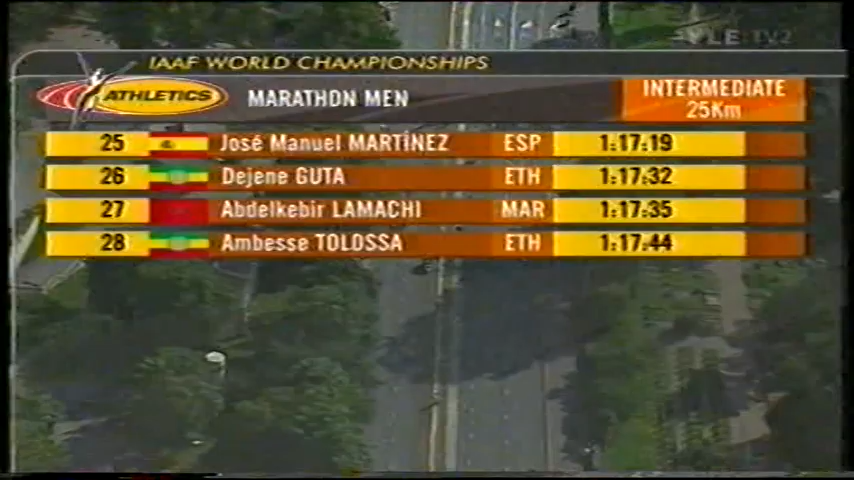 YLE TV2
IAAF WORLD CHAMPIONSHIPS
ATHLETICS
MARATHON MEN
INTERMEDIATE
25Km
25 José Manuel MARTÍNEZ ESP 1:17:19
26 Dejene GUTA ETH 1:17:32
27 Abdelkebir LAMACHI MAR 1:17:35
28 Ambesse TOLOSSA ETH 1:17:44